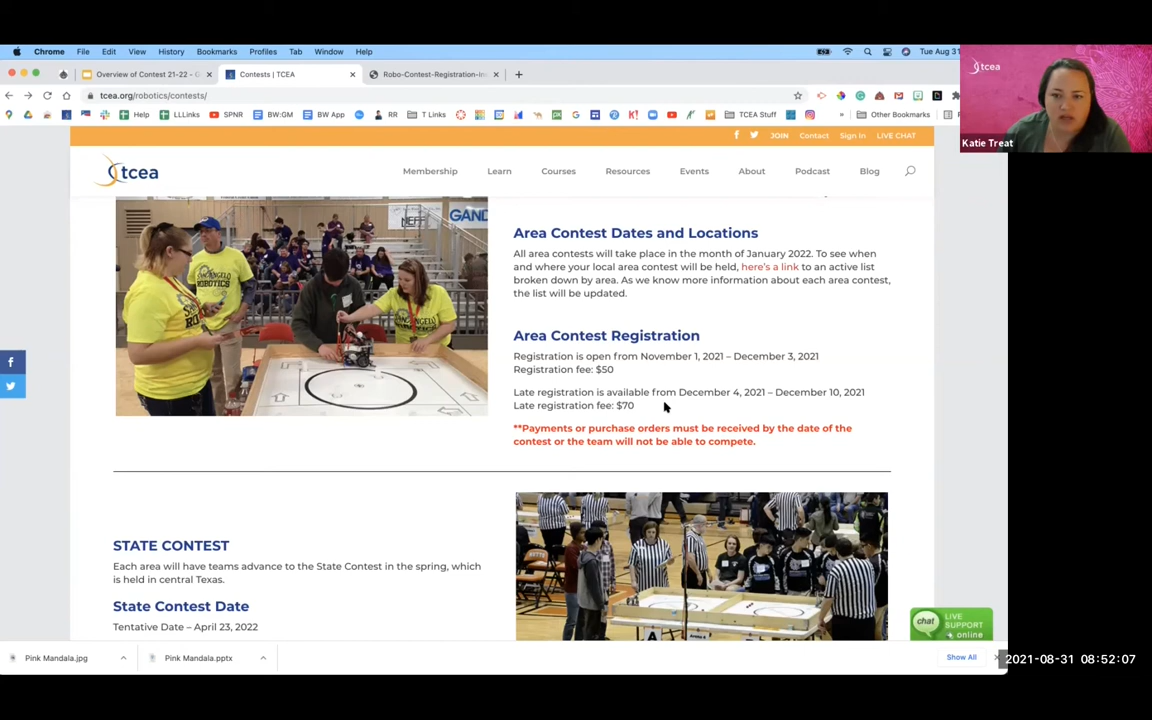 Chrome File Edit View History Bookmarks Profiles Tab Window Help Tue Aug 31
Overview of Contest 21-22 - Contests | TCEA Robo-Contest-Registration-In
tcea.org/robotics/contests/
Help LLLinks SPNR BW:GM BW App RR T Links TCEA Stuff » Other Bookmarks
tcea
Katie Treat
JOIN Contact Sign in LIVE CHAT
tcea Membership Learn Courses Resources Events About Podcast Blog
NEFF GAND
SAN ANGELO
ROBOTICS
Area Contest Dates and Locations
All area contests will take place in the month of January 2022. To see when
and where your local area contest will be held, here's a link to an active list
broken down by area. As we know more information about each area contest,
the list will be updated.
Area Contest Registration
Registration is open from November 1, 2021 – December 3, 2021
Registration fee: $50
Late registration is available from December 4, 2021 – December 10, 2021
Late registration fee: $70
**Payments or purchase orders must be received by the date of the
contest or the team will not be able to compete.
STATE CONTEST
Each area will have teams advance to the State Contest in the spring, which
is held in central Texas.
State Contest Date
Tentative Date – April 23, 2022
A
chat LIVE
SUPPORT
online
Pink Mandala.jpg Pink Mandala.pptx Show All
2021-08-31 08:52:07